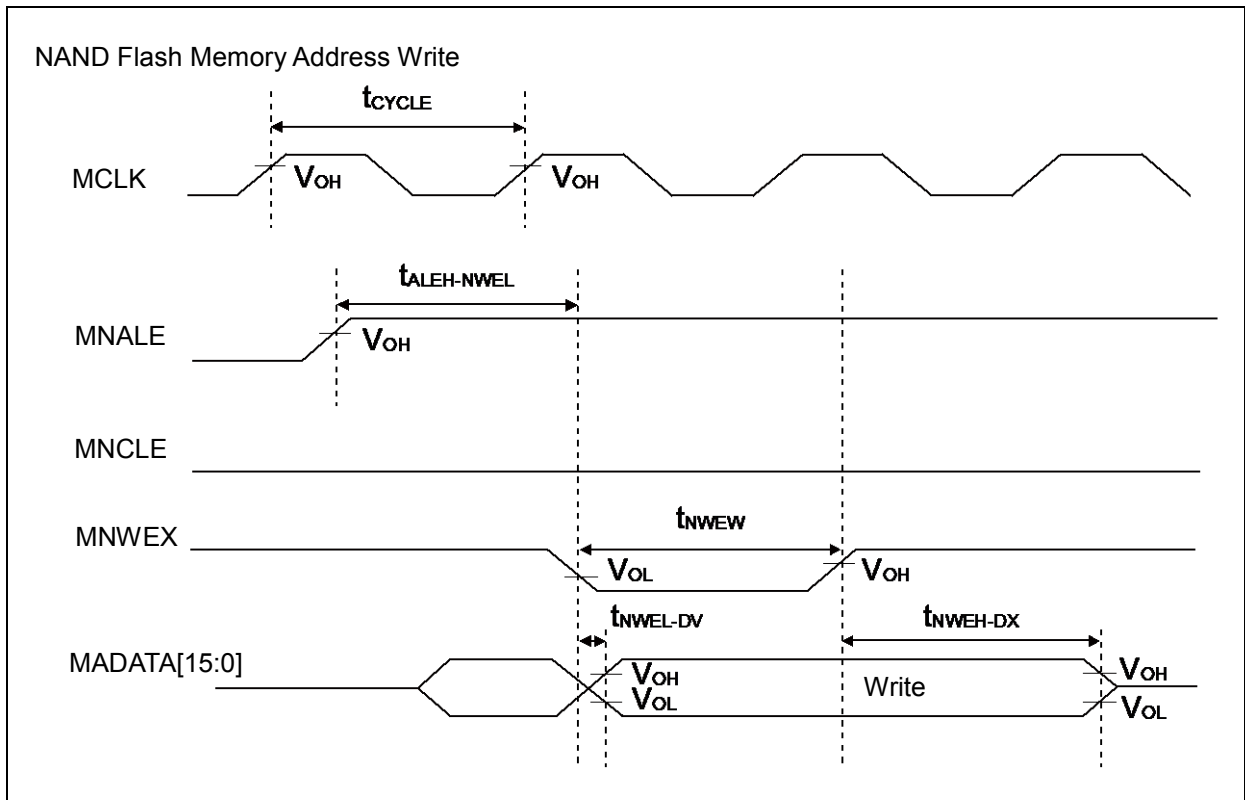 NAND Flash Memory Address Write
tCYCLE
MCLK
VOH
VOH
tALEH-NWEL
MNALE
VOH
MNCLE
tNWEW
MNWEX
VOL
VOH
tNWEL-DV
tNWEH-DX
MADATA[15:0]
VOH
Write
VOH
VOL
VOL